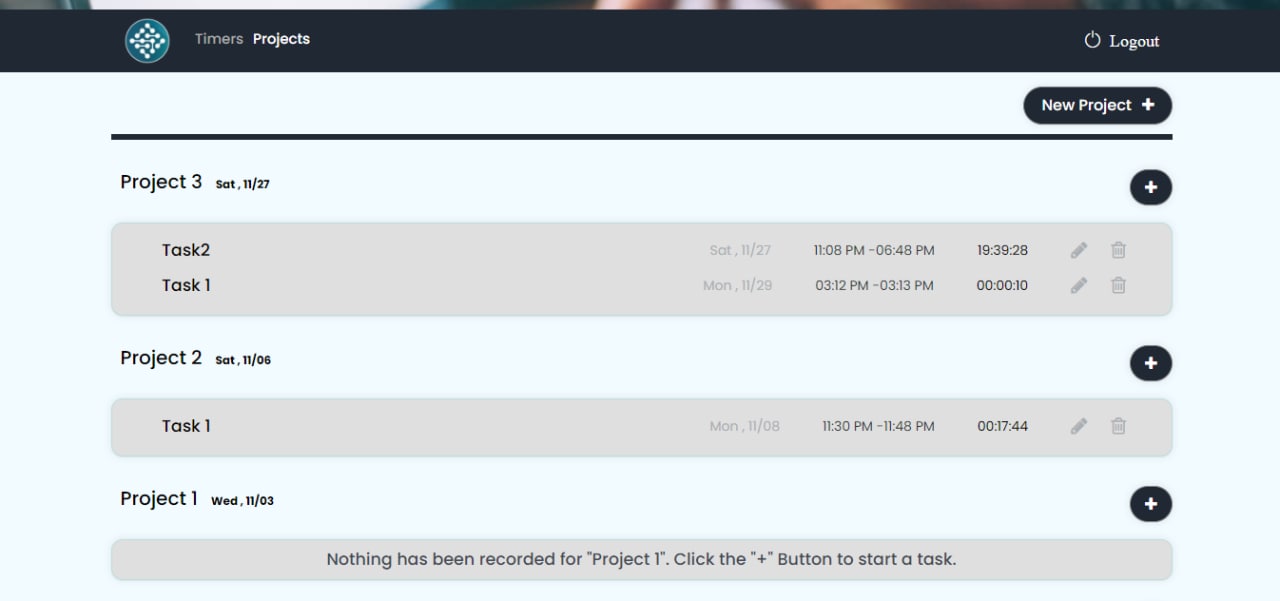 Timers Projects Logout
New Project +
Project 3 Sat , 11/27
Task2 Sat , 11/27 11:08 PM -06:48 PM 19:39:28
Task 1 Mon , 11/29 03:12 PM -03:13 PM 00:00:10
Project 2 Sat , 11/06
Task 1 Mon , 11/08 11:30 PM -11:48 PM 00:17:44
Project 1 Wed , 11/03
Nothing has been recorded for "Project 1". Click the "+" Button to start a task.